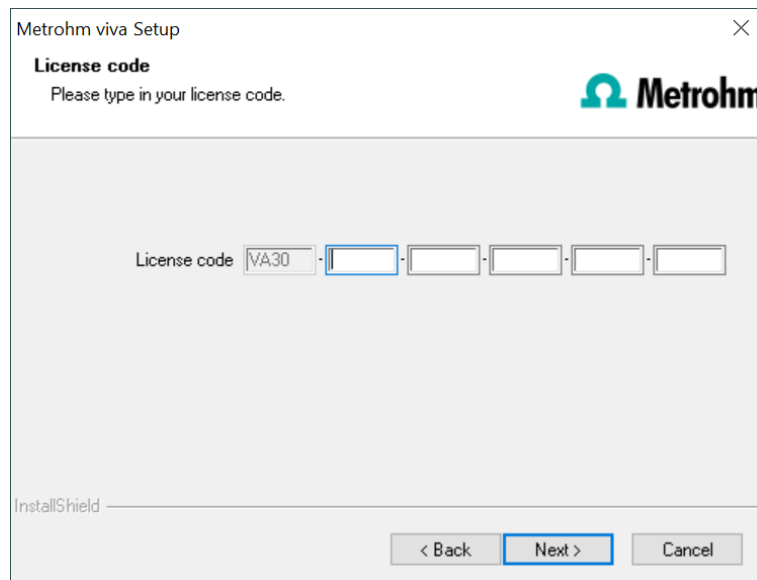 Metrohm viva Setup
License code
Please type in your license code.
Metrohm
License code VA30 - - - - -
InstallShield
< Back Next > Cancel